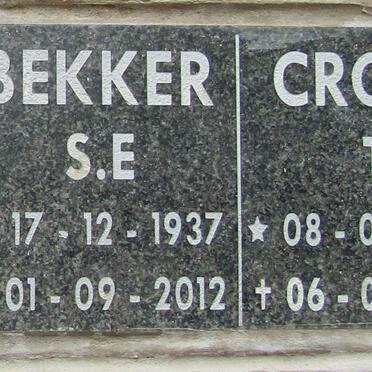 BEKKER
S.E
17 - 12 - 1937
01 - 09 - 2012
CRO
★ 08 - 0
✝ 06 - 0